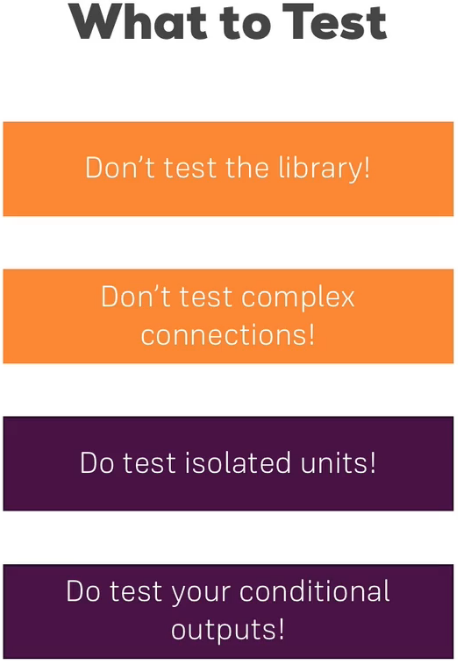 What to Test
Don’t test the library!
Don’t test complex
connections!
Do test isolated units!
Do test your conditional
outputs!